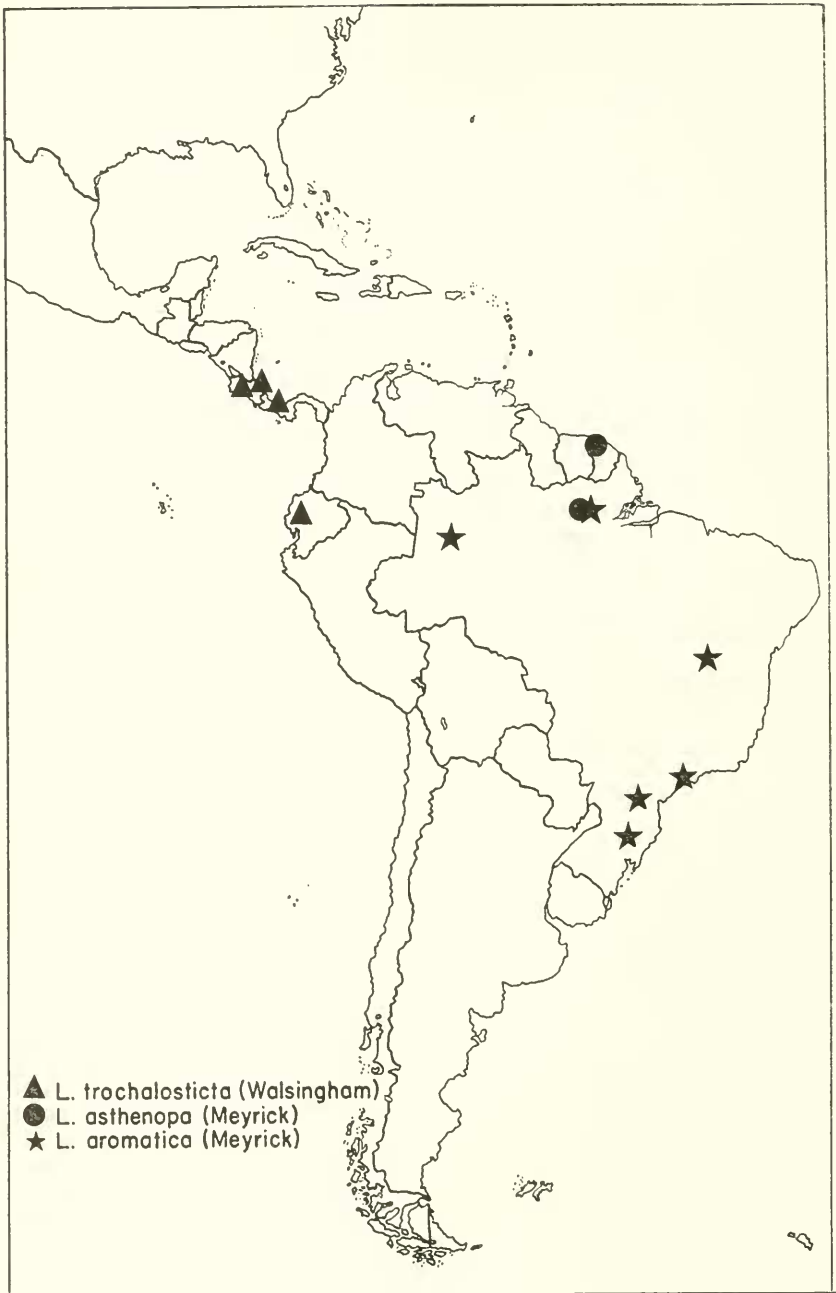 L. trochalosticta (Walsingham)
L. asthenopa (Meyrick)
L. aromatica (Meyrick)